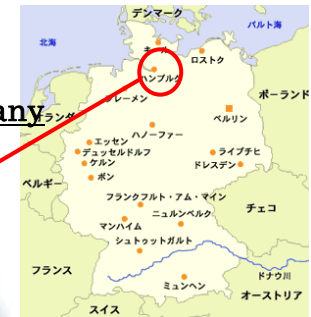 デンマーク
バルト海
北海
キール
ロストク
ハンブルク
ブレーメン
ポーランド
any
オランダ
ベルリン
ハノーファー
エッセン
デュッセルドルフ
ライプチヒ
ケルン
ドレスデン
ベルギー
ボン
フランクフルト・アム・マイン
チェコ
ニュルンベルク
マンハイム
シュトゥットガルト
フランス
ドナウ川
ミュンヘン
オーストリア
スイス